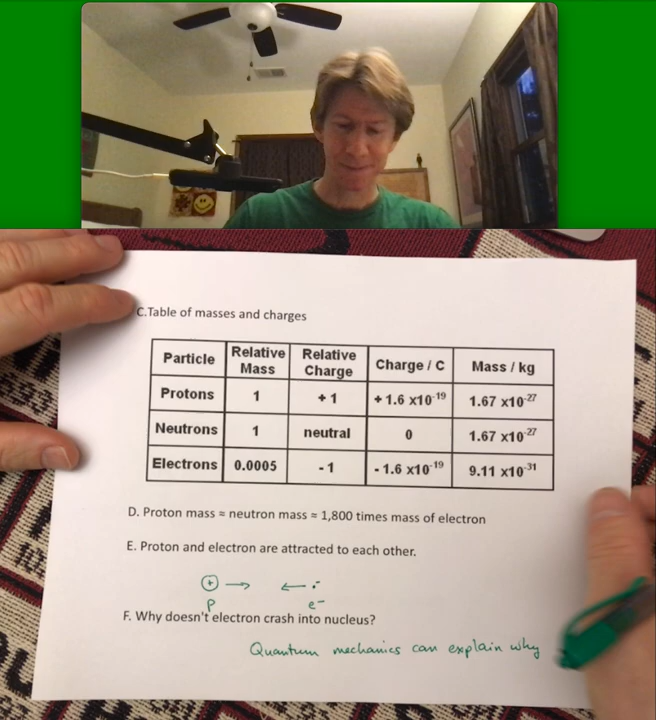 C.Table of masses and charges
Particle Relative Mass Relative Charge Charge / C Mass / kg
Protons 1 + 1 + 1.6 x10⁻¹⁹ 1.67 x10⁻²⁷
Neutrons 1 neutral 0 1.67 x10⁻²⁷
Electrons 0.0005 - 1 - 1.6 x10⁻¹⁹ 9.11 x10⁻³¹
D. Proton mass ≈ neutron mass ≈ 1,800 times mass of electron
E. Proton and electron are attracted to each other.
+ → ← -
p e⁻
F. Why doesn't electron crash into nucleus?
Quantum mechanics can explain why